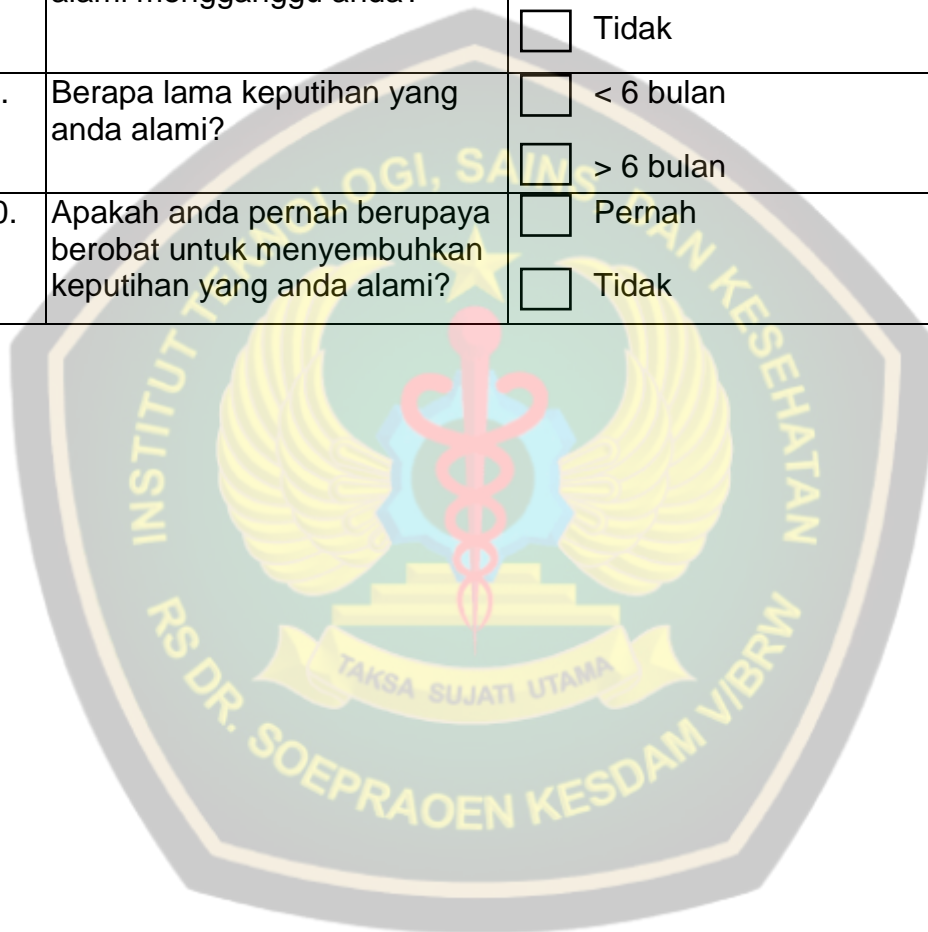 alami mengganggu anda?
Tidak
. Berapa lama keputihan yang
anda alami?
< 6 bulan
> 6 bulan
0. Apakah anda pernah berupaya
berobat untuk menyembuhkan
keputihan yang anda alami?
Pernah
Tidak
INSTITUT TEKNOLOGI, SAINS, DAN KESEHATAN
TAKSA SUJATI UTAMA
RS DR. SOEPRAOEN KESDAM V/BRW